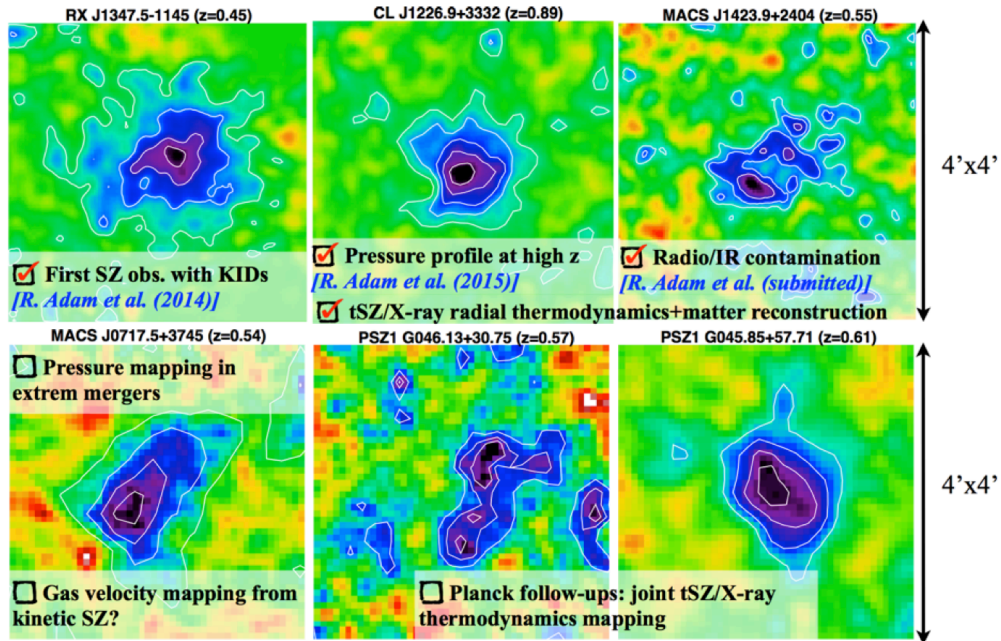 RX J1347.5-1145 (z=0.45)
CL J1226.9+3332 (z=0.89)
MACS J1423.9+2404 (z=0.55)
4’x4’
First SZ obs. with KIDs
[R. Adam et al. (2014)]
Pressure profile at high z
[R. Adam et al. (2015)]
Radio/IR contamination
[R. Adam et al. (submitted)]
tSZ/X-ray radial thermodynamics+matter reconstruction
MACS J0717.5+3745 (z=0.54)
PSZ1 G046.13+30.75 (z=0.57)
PSZ1 G045.85+57.71 (z=0.61)
Pressure mapping in
extrem mergers
4’x4’
Gas velocity mapping from
kinetic SZ?
Planck follow-ups: joint tSZ/X-ray
thermodynamics mapping